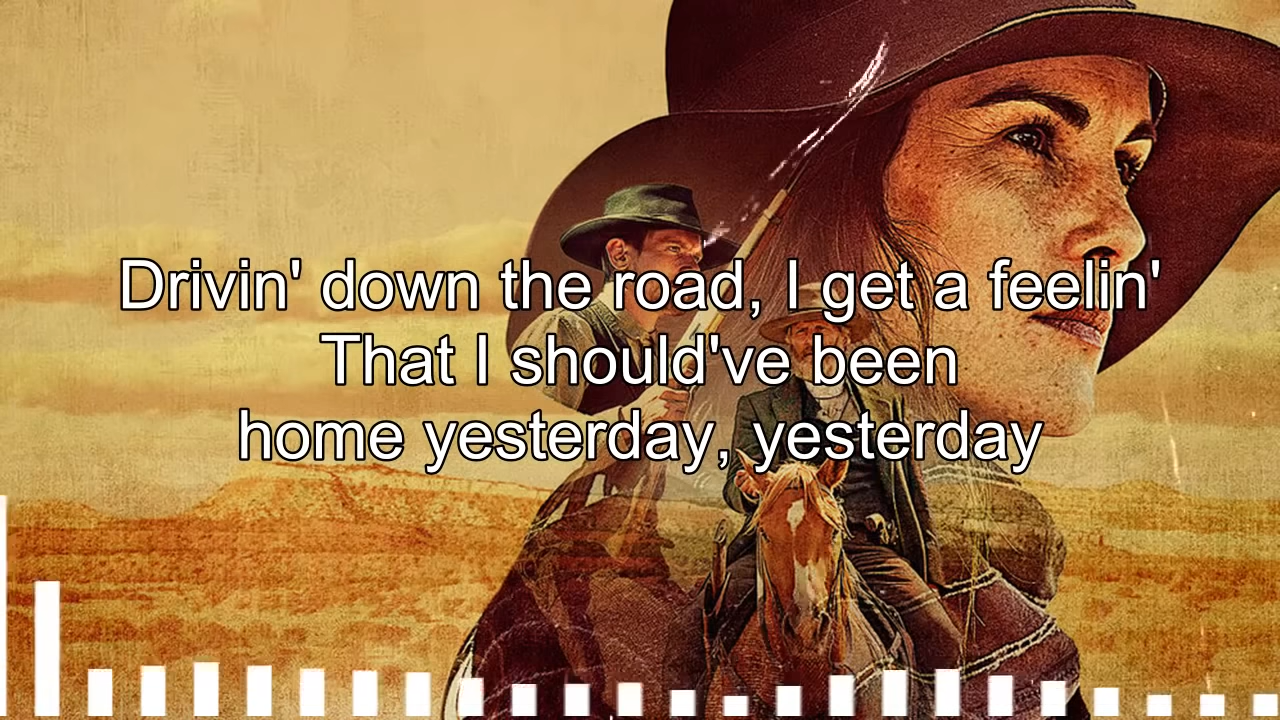 Drivin' down the road, I get a feelin'
That I should've been
home yesterday, yesterday